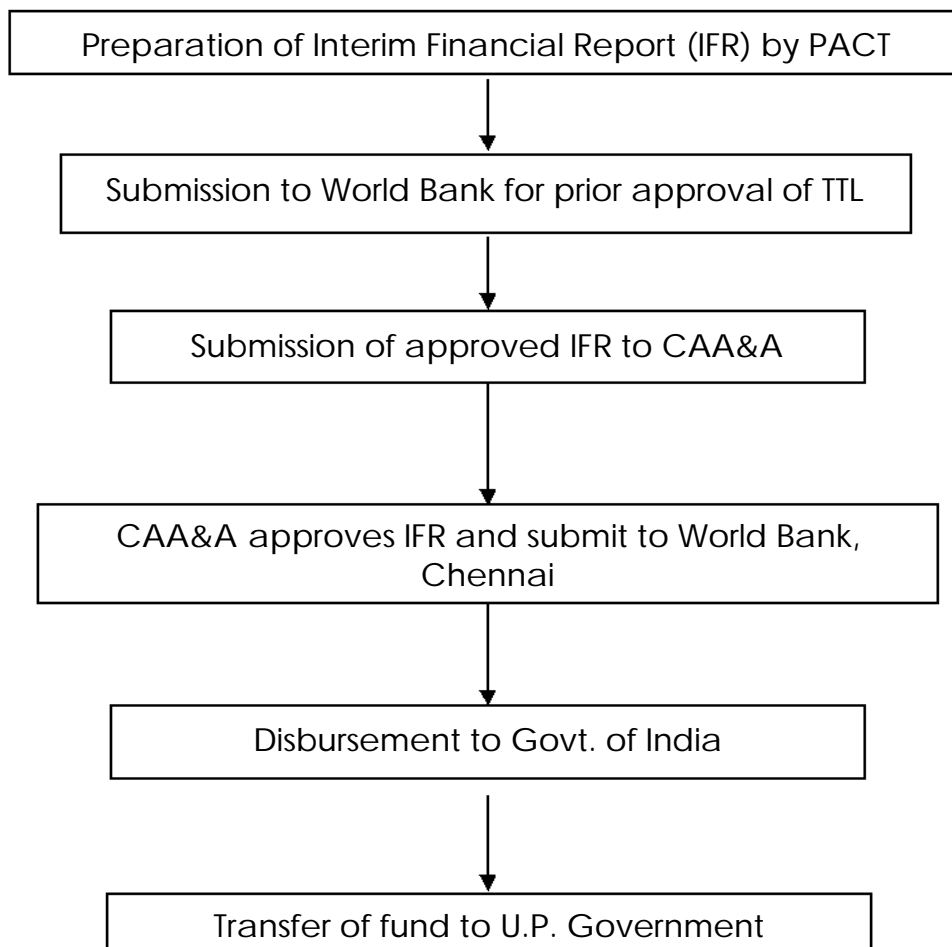 Preparation of Interim Financial Report (IFR) by PACT
Submission to World Bank for prior approval of TTL
Submission of approved IFR to CAA&A
CAA&A approves IFR and submit to World Bank,
Chennai
Disbursement to Govt. of India
Transfer of fund to U.P. Government